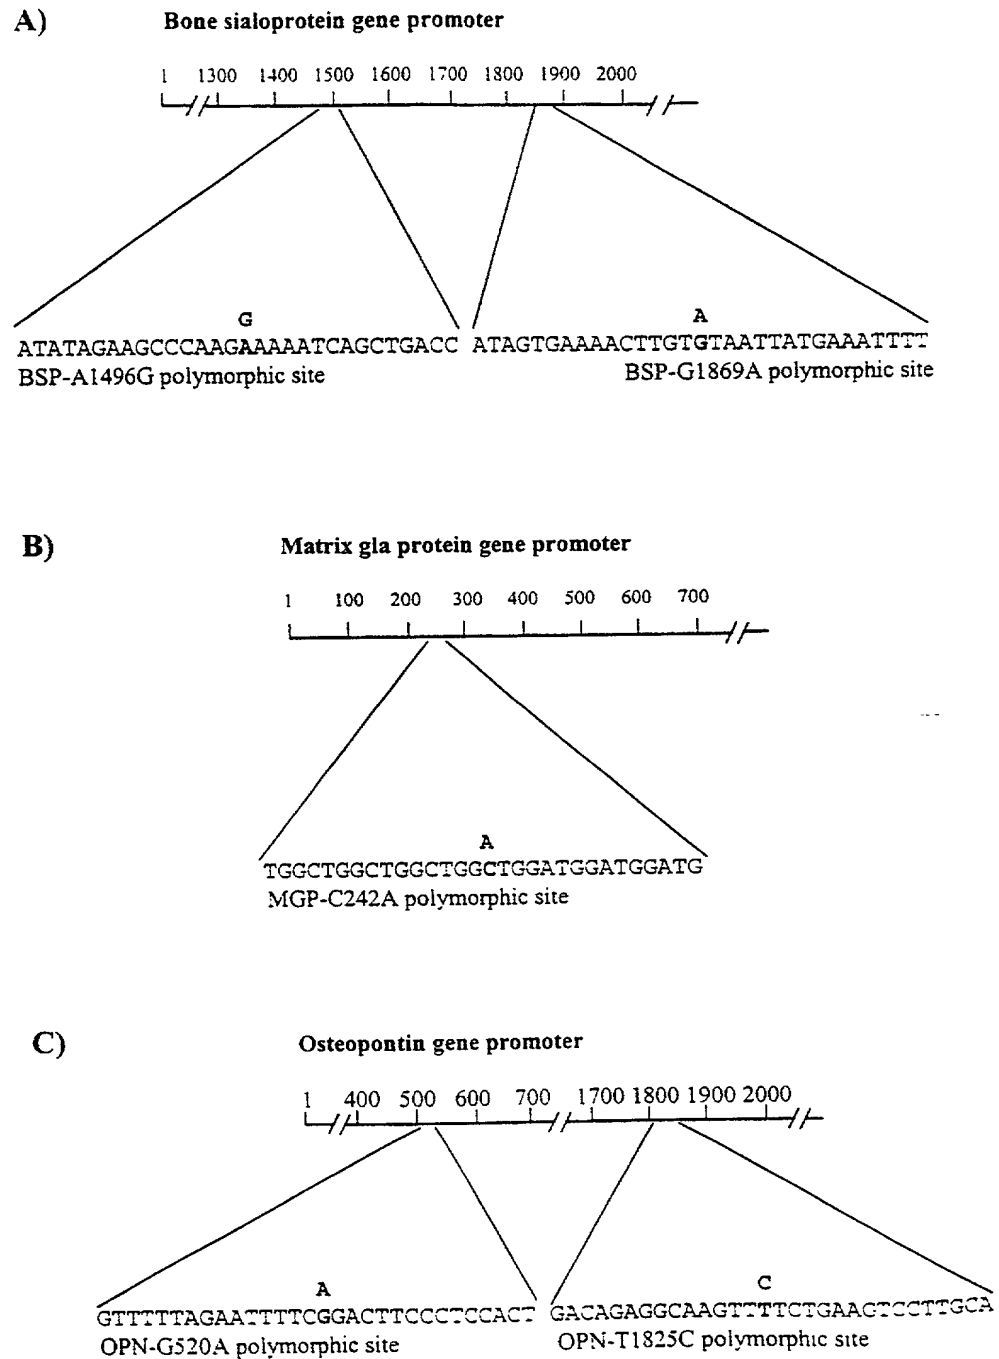 A)
Bone sialoprotein gene promoter
1 1300 1400 1500 1600 1700 1800 1900 2000
G
A
ATATAGAAGCCCAAGAAAAATCAGCTGACC ATAGTGAAAACTTGTGTAATTATGAAATTTT
BSP-A1496G polymorphic site
BSP-G1869A polymorphic site
B)
Matrix gla protein gene promoter
1 100 200 300 400 500 600 700
A
TGGCTGGCTGGCTGGCTGGATGGATGGATG
MGP-C242A polymorphic site
C)
Osteopontin gene promoter
1 400 500 600 700 1700 1800 1900 2000
A
C
GTTTTTAGAATTTTCGGACTTCCCTCCACT GACAGAGGCAAGTTTTCTGAACTCCTTGCA
OPN-G520A polymorphic site
OPN-T1825C polymorphic site